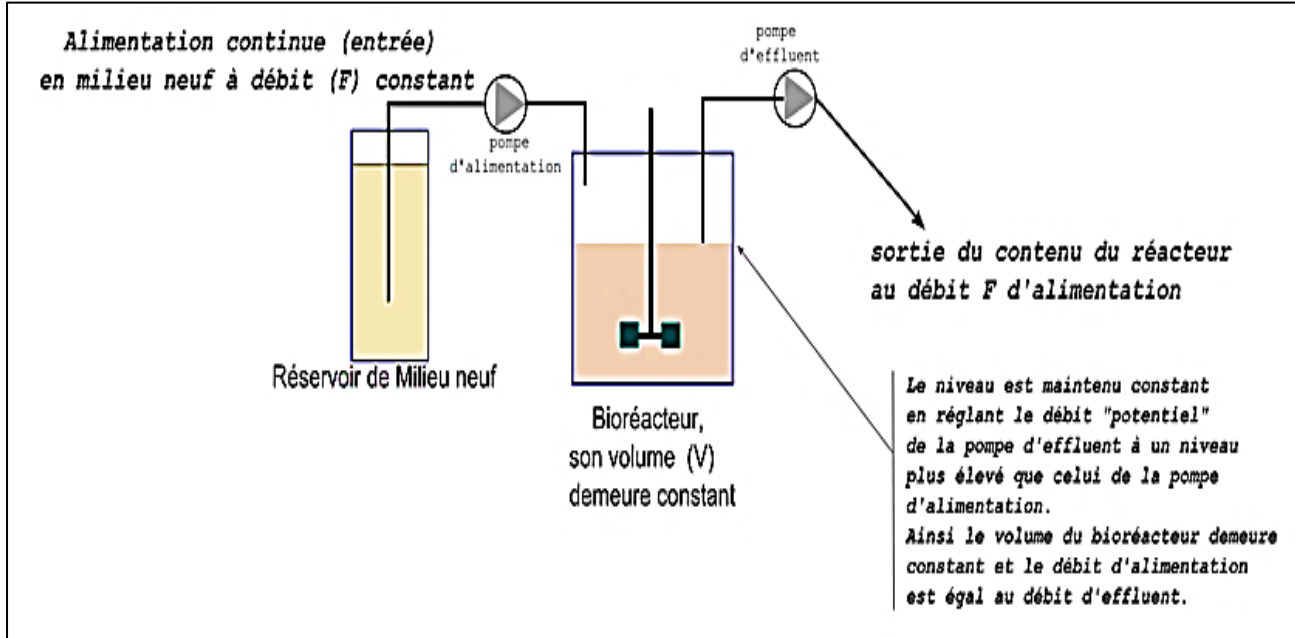 Alimentation continue (entrée)
en milieu neuf à débit (F) constant
pompe
d'alimentation
pompe
d'effluent
Réservoir de Milieu neuf
Bioréacteur,
son volume (V)
demeure constant
sortie du contenu du réacteur
au débit F d'alimentation
Le niveau est maintenu constant
en réglant le débit "potentiel"
de la pompe d'effluent à un niveau
plus élevé que celui de la pompe
d'alimentation.
Ainsi le volume du bioréacteur demeure
constant et le débit d'alimentation
est égal au débit d'effluent.